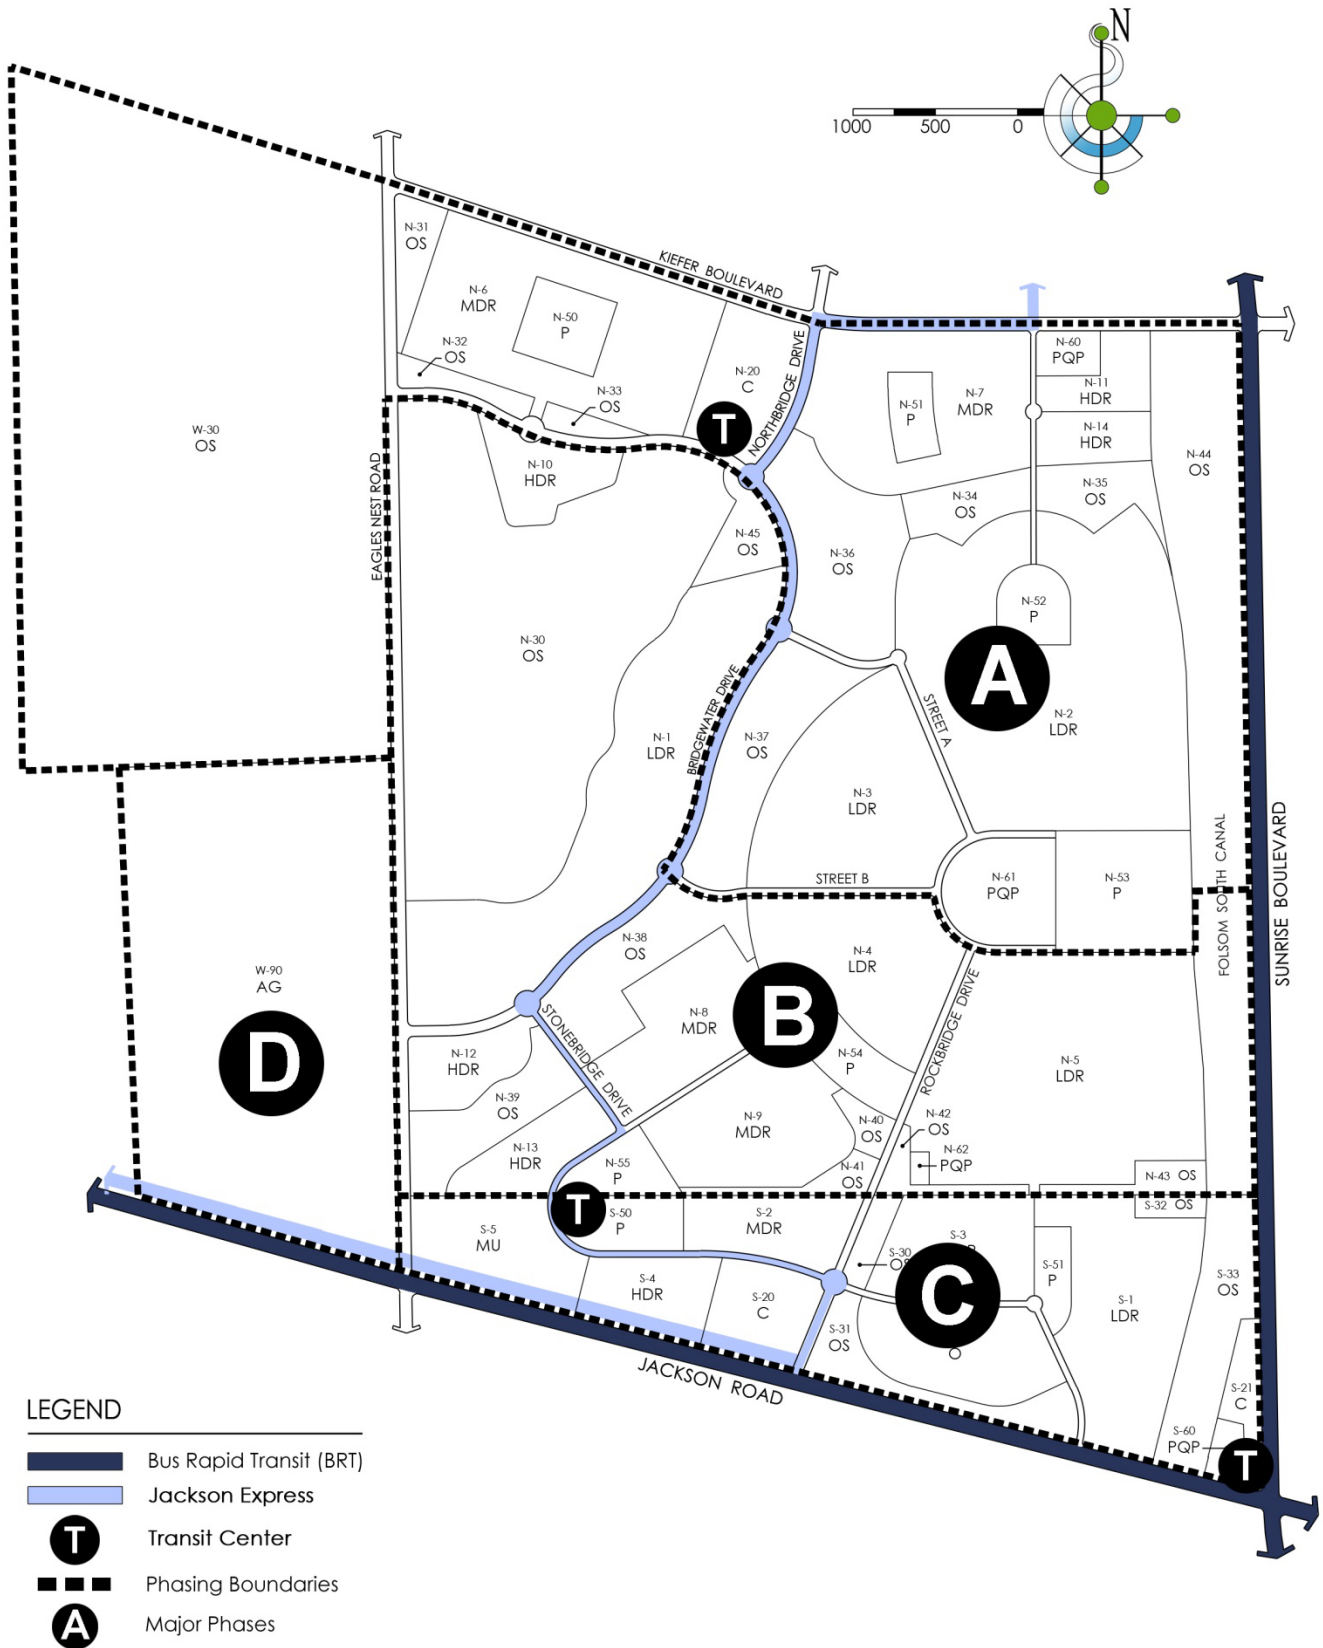 N
1000
500
0
N-31
OS
KIEFER BOULEVARD
N-6
MDR
N-50
P
N-32
OS
N-33
OS
N-20
C
T
NORTHBRIDGE DRIVE
N-60
PQP
N-11
HDR
N-7
MDR
N-51
P
N-14
HDR
N-44
OS
N-35
OS
N-34
OS
W-30
OS
N-10
HDR
EAGLES NEST ROAD
N-45
OS
N-36
OS
N-52
P
A
N-30
OS
N-1
LDR
BRIDGEWATER DRIVE
N-37
OS
STREET A
N-2
LDR
N-3
LDR
STREET B
N-61
PQP
N-53
P
FOLSOM SOUTH CANAL
SUNRISE BOULEVARD
N-38
OS
N-4
LDR
W-90
AG
D
STONEBRIDGE DRIVE
N-8
MDR
B
N-54
P
ROCKBRIDGE DRIVE
N-5
LDR
N-12
HDR
N-39
OS
N-13
HDR
N-9
MDR
N-40
OS
N-42
OS
N-62
PQP
N-55
P
N-41
OS
N-43 OS
S-32 OS
T
S-50
P
S-2
MDR
S-5
MU
S-3
S-30
C
S-51
P
S-33
OS
S-4
HDR
S-20
C
S-31
OS
S-1
LDR
O
JACKSON ROAD
S-21
C
S-60
PQP
T
LEGEND
Bus Rapid Transit (BRT)
Jackson Express
T
Transit Center
Phasing Boundaries
A
Major Phases